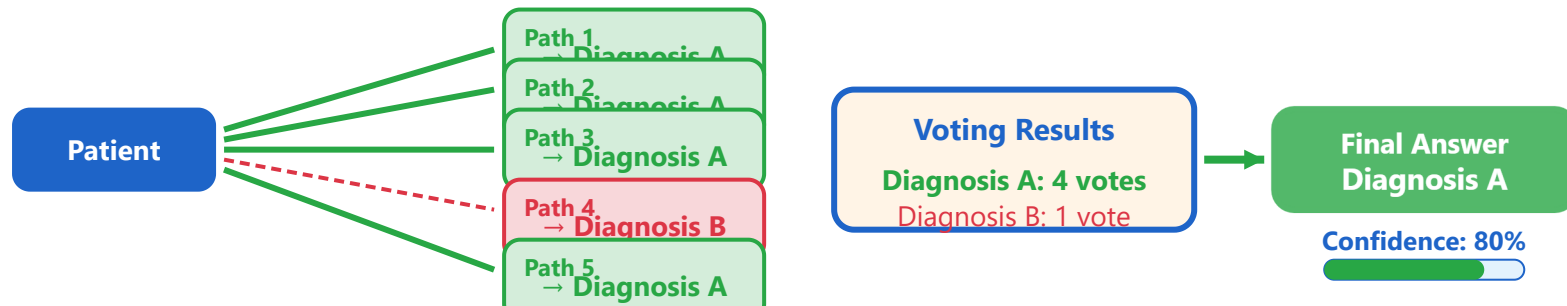 Patient
Path 1
→ Diagnosis A
Path 2
→ Diagnosis A
Path 3
→ Diagnosis A
Path 4
→ Diagnosis B
Path 5
→ Diagnosis A
Voting Results
Diagnosis A: 4 votes
Diagnosis B: 1 vote
Final Answer
Diagnosis A
Confidence: 80%